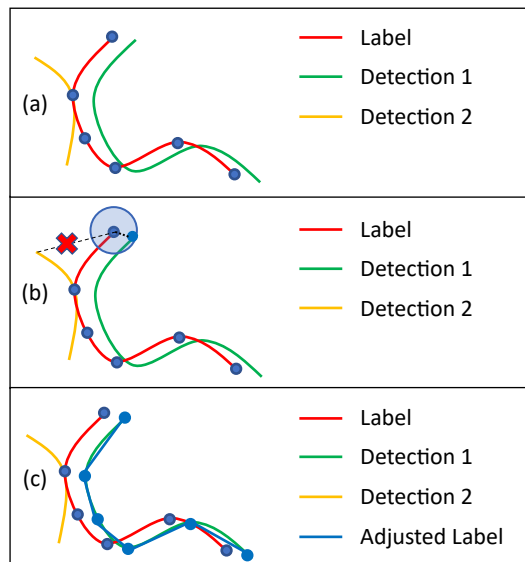 Label
Detection 1
(a)
Detection 2
Label
Detection 1
(b)
Detection 2
Label
Detection 1
(c)
Detection 2
Adjusted Label